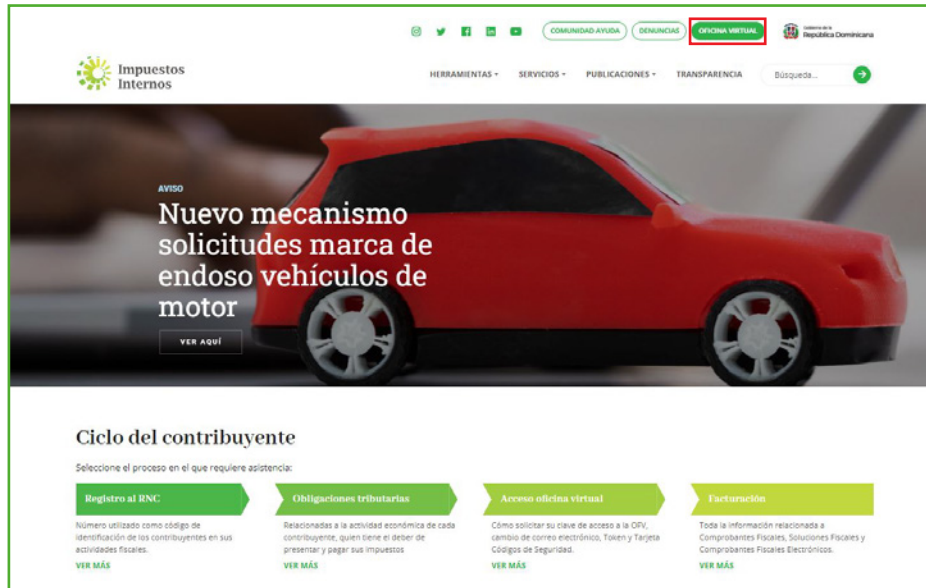 COMUNIDAD AYUDA DENUNCIAS OFICINA VIRTUAL GOBIERNO DE LA
República Dominicana
Impuestos
Internos
HERRAMIENTAS SERVICIOS PUBLICACIONES TRANSPARENCIA Búsqueda...
AVISO
Nuevo mecanismo
solicitudes marca de
endoso vehículos de
motor
VER AQUÍ
Ciclo del contribuyente
Seleccione el proceso en el que requiere asistencia:
Registro al RNC Obligaciones tributarias Acceso oficina virtual Facturación
Número utilizado como código de
identificación de los contribuyentes en sus
actividades fiscales.
VER MÁS
Relacionadas a la actividad económica de cada
contribuyente, quien tiene el deber de
presentar y pagar sus impuestos
VER MÁS
Cómo solicitar su clave de acceso a la OFV,
cambio de correo electrónico, Token y Tarjeta
Códigos de Seguridad.
VER MÁS
Toda la información relacionada a
Comprobantes Fiscales, Soluciones Fiscales y
Comprobantes Fiscales Electrónicos.
VER MÁS